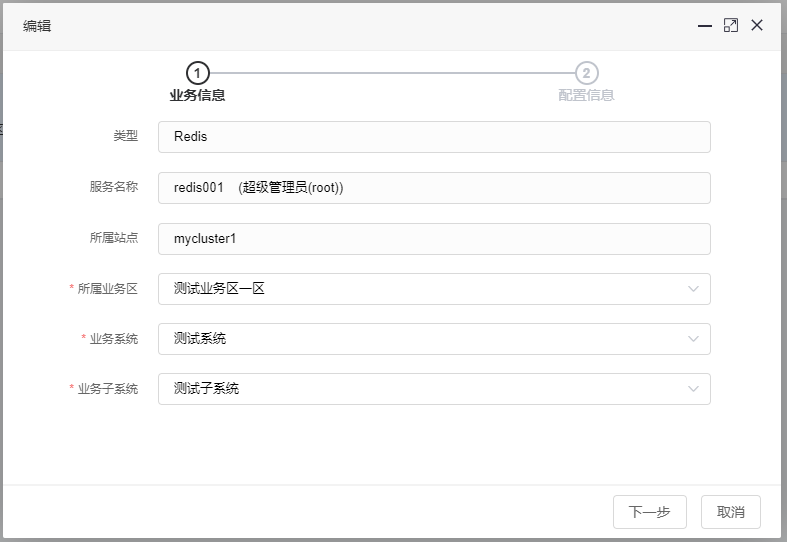 编辑
1
2
业务信息
配置信息
类型
Redis
服务名称
redis001 (超级管理员(root))
所属站点
mycluster1
* 所属业务区
测试业务区一区
* 业务系统
测试系统
* 业务子系统
测试子系统
下一步
取消